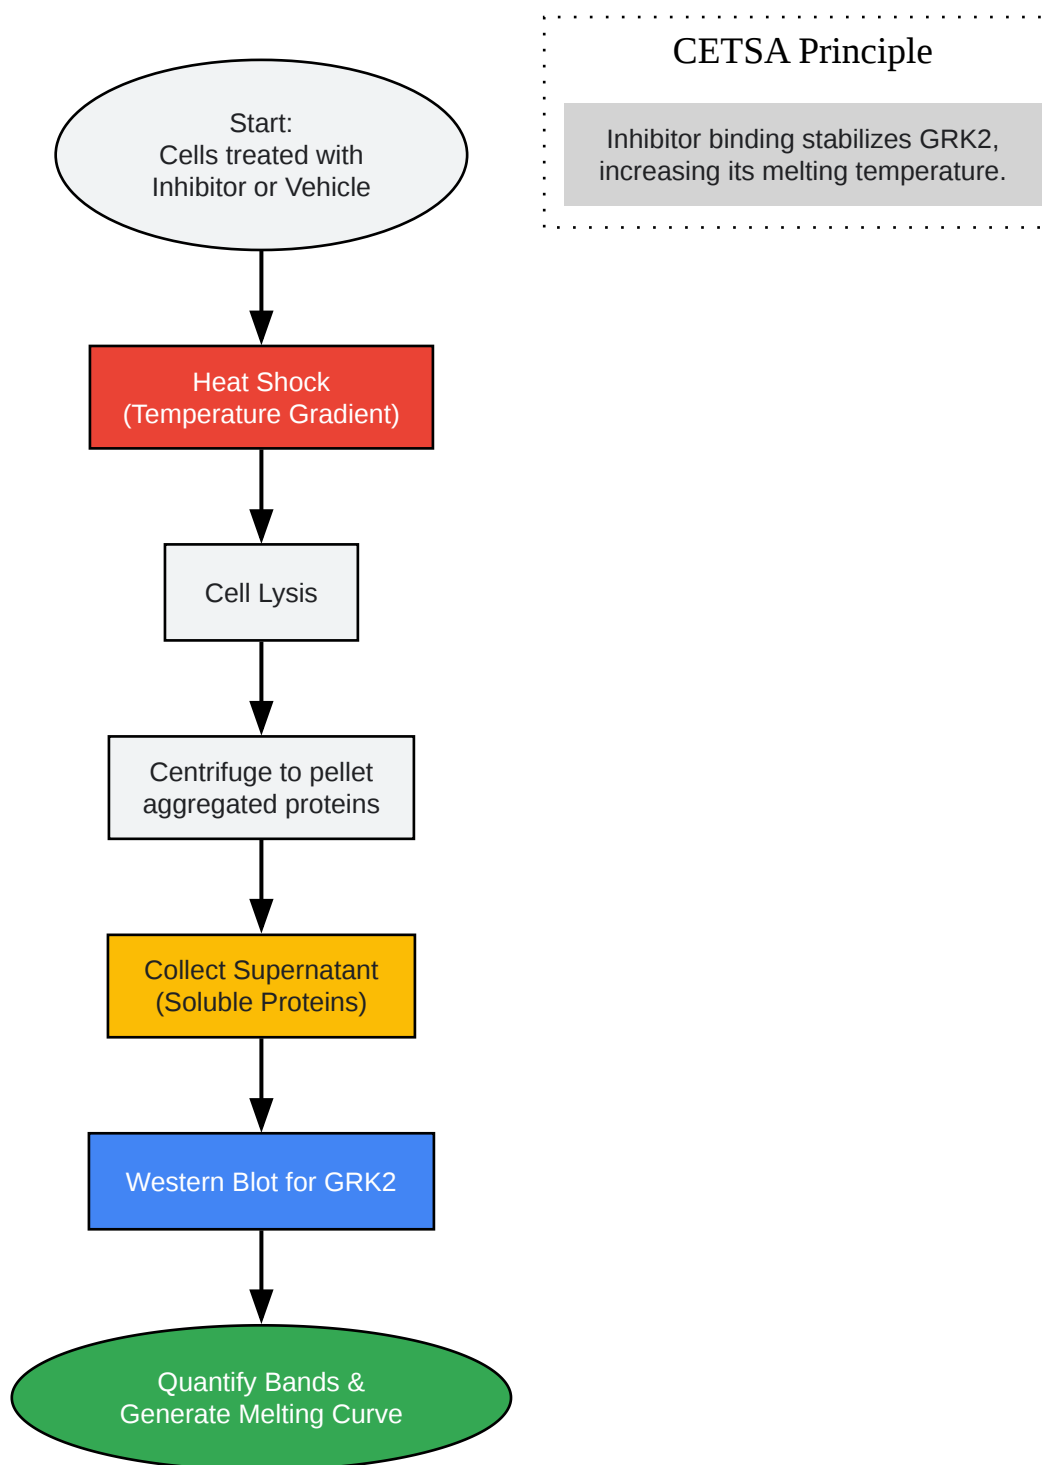 CETSA Principle
Inhibitor binding stabilizes GRK2,
increasing its melting temperature.
Start:
Cells treated with
Inhibitor or Vehicle
Heat Shock
(Temperature Gradient)
Cell Lysis
Centrifuge to pellet
aggregated proteins
Collect Supernatant
(Soluble Proteins)
Western Blot for GRK2
Quantify Bands &
Generate Melting Curve